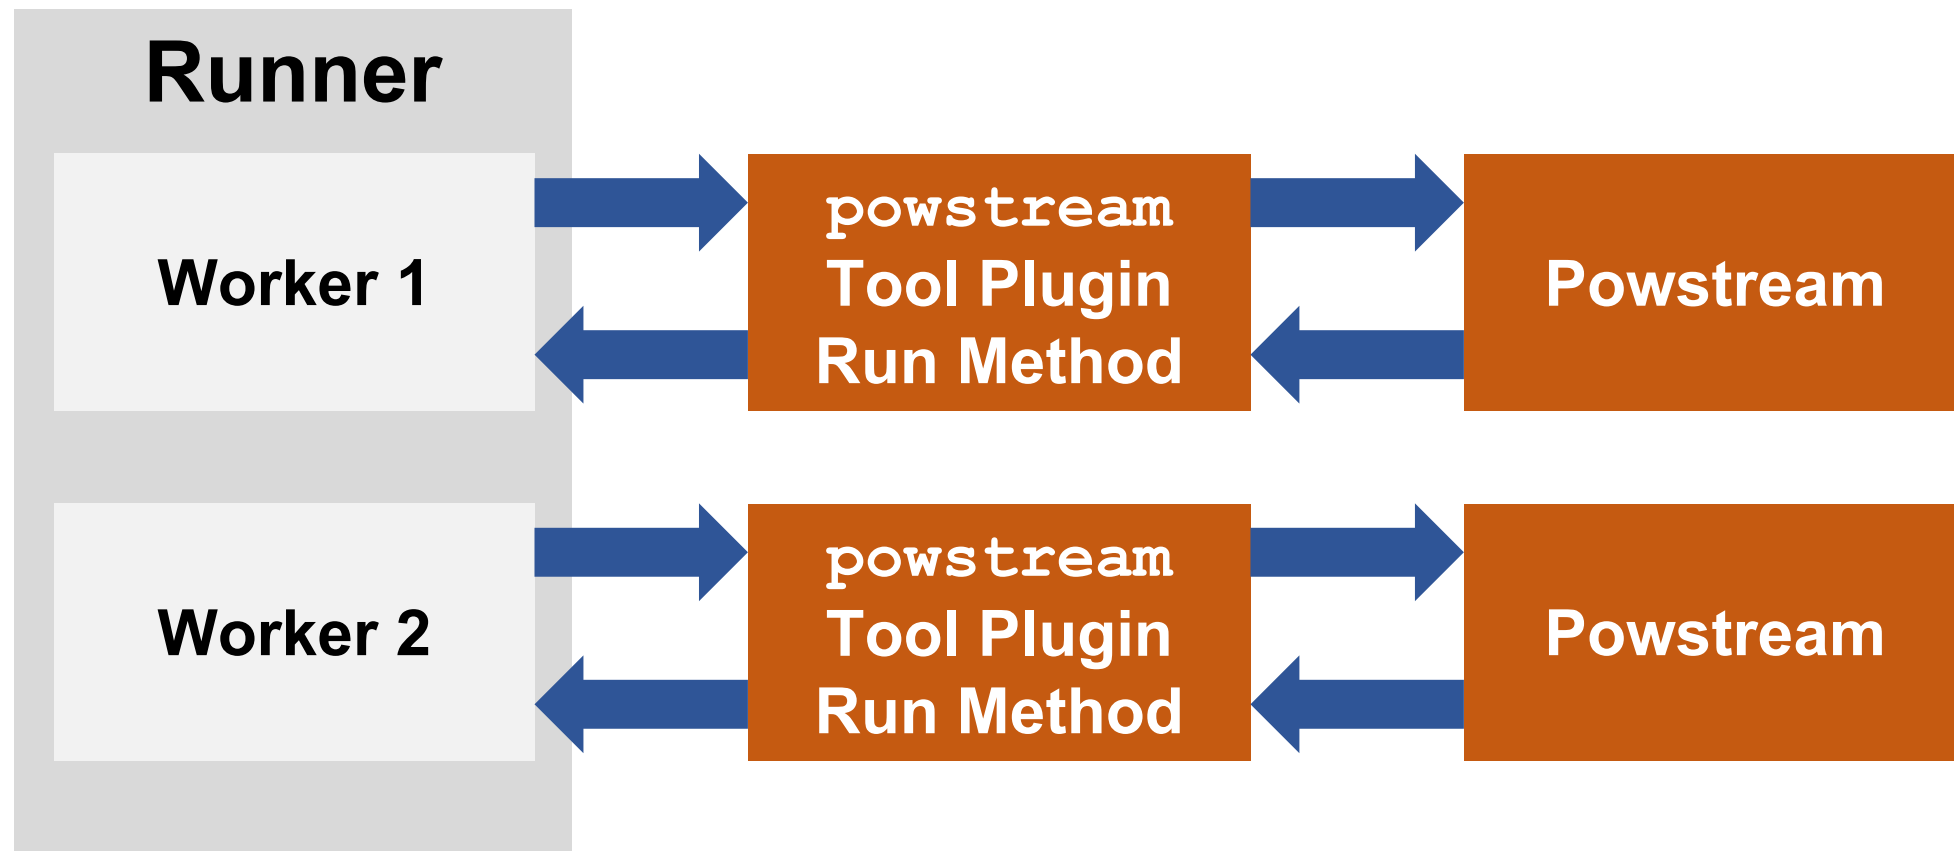 Runner
Worker 1
powstream
Tool Plugin
Run Method
Powstream
Worker 2
powstream
Tool Plugin
Run Method
Powstream